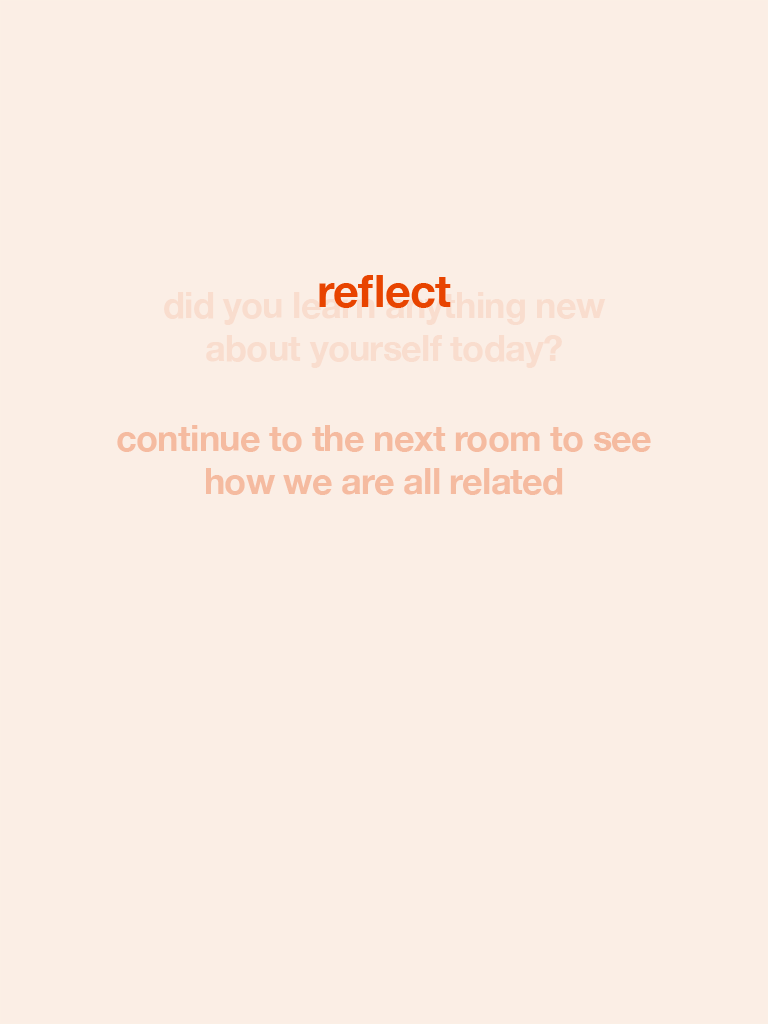 reflect
did you learn anything new
about yourself today?
continue to the next room to see
how we are all related